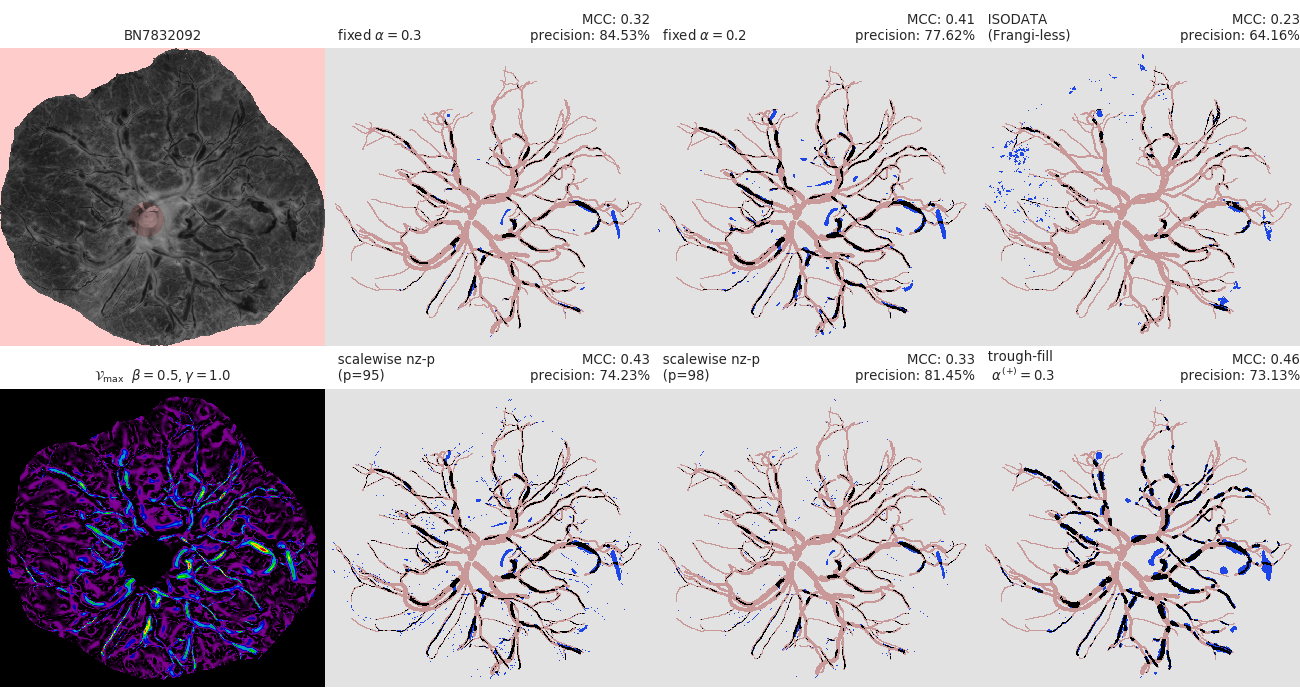 BN7832092
fixed α = 0.3
MCC: 0.32
precision: 84.53%
fixed α = 0.2
MCC: 0.41
precision: 77.62%
ISODATA
(Frangi-less)
MCC: 0.23
precision: 64.16%
𝒱max β = 0.5, γ = 1.0
scalewise nz-p
(p=95)
MCC: 0.43
precision: 74.23%
scalewise nz-p
(p=98)
MCC: 0.33
precision: 81.45%
trough-fill
α(+) = 0.3
MCC: 0.46
precision: 73.13%